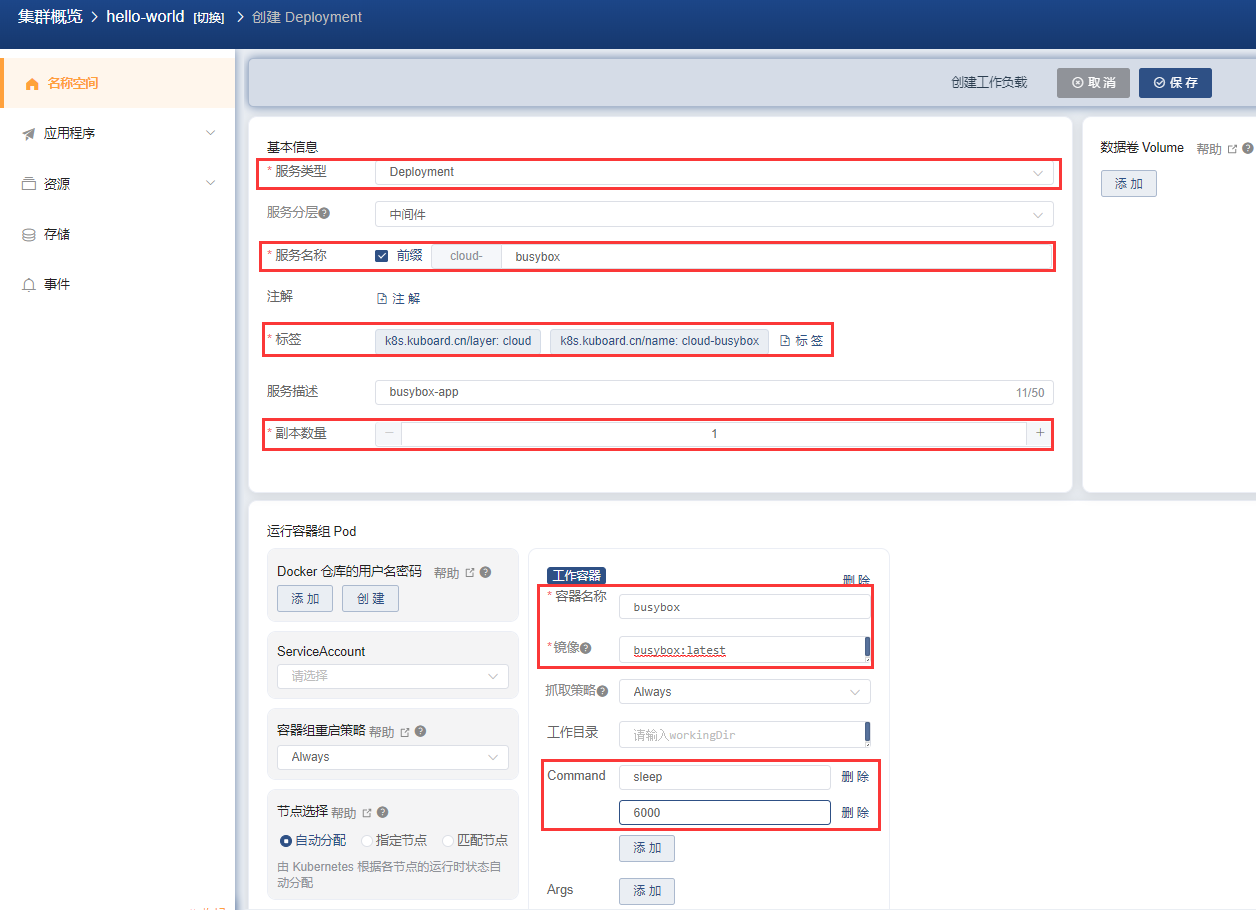 集群概览 > hello-world [切换] > 创建 Deployment
名称空间
应用程序
资源
存储
事件
创建工作负载 取 消 保 存
基本信息
* 服务类型 Deployment
服务分层 中间件
* 服务名称 前缀 cloud- busybox
注解 注 解
* 标签 k8s.kuboard.cn/layer: cloud k8s.kuboard.cn/name: cloud-busybox 标 签
服务描述 busybox-app 11/50
* 副本数量 − 1 +
数据卷 Volume 帮助
添 加
运行容器组 Pod
Docker 仓库的用户名密码 帮助
添 加 创 建
ServiceAccount
请选择
容器组重启策略 帮助
Always
节点选择 帮助
自动分配 指定节点 匹配节点
由 Kubernetes 根据各节点的运行时状态自
动分配
工作容器 删 除
* 容器名称 busybox
* 镜像 busybox:latest
抓取策略 Always
工作目录 请输入workingDir
Command sleep 删 除
6000 删 除
添 加
Args 添 加